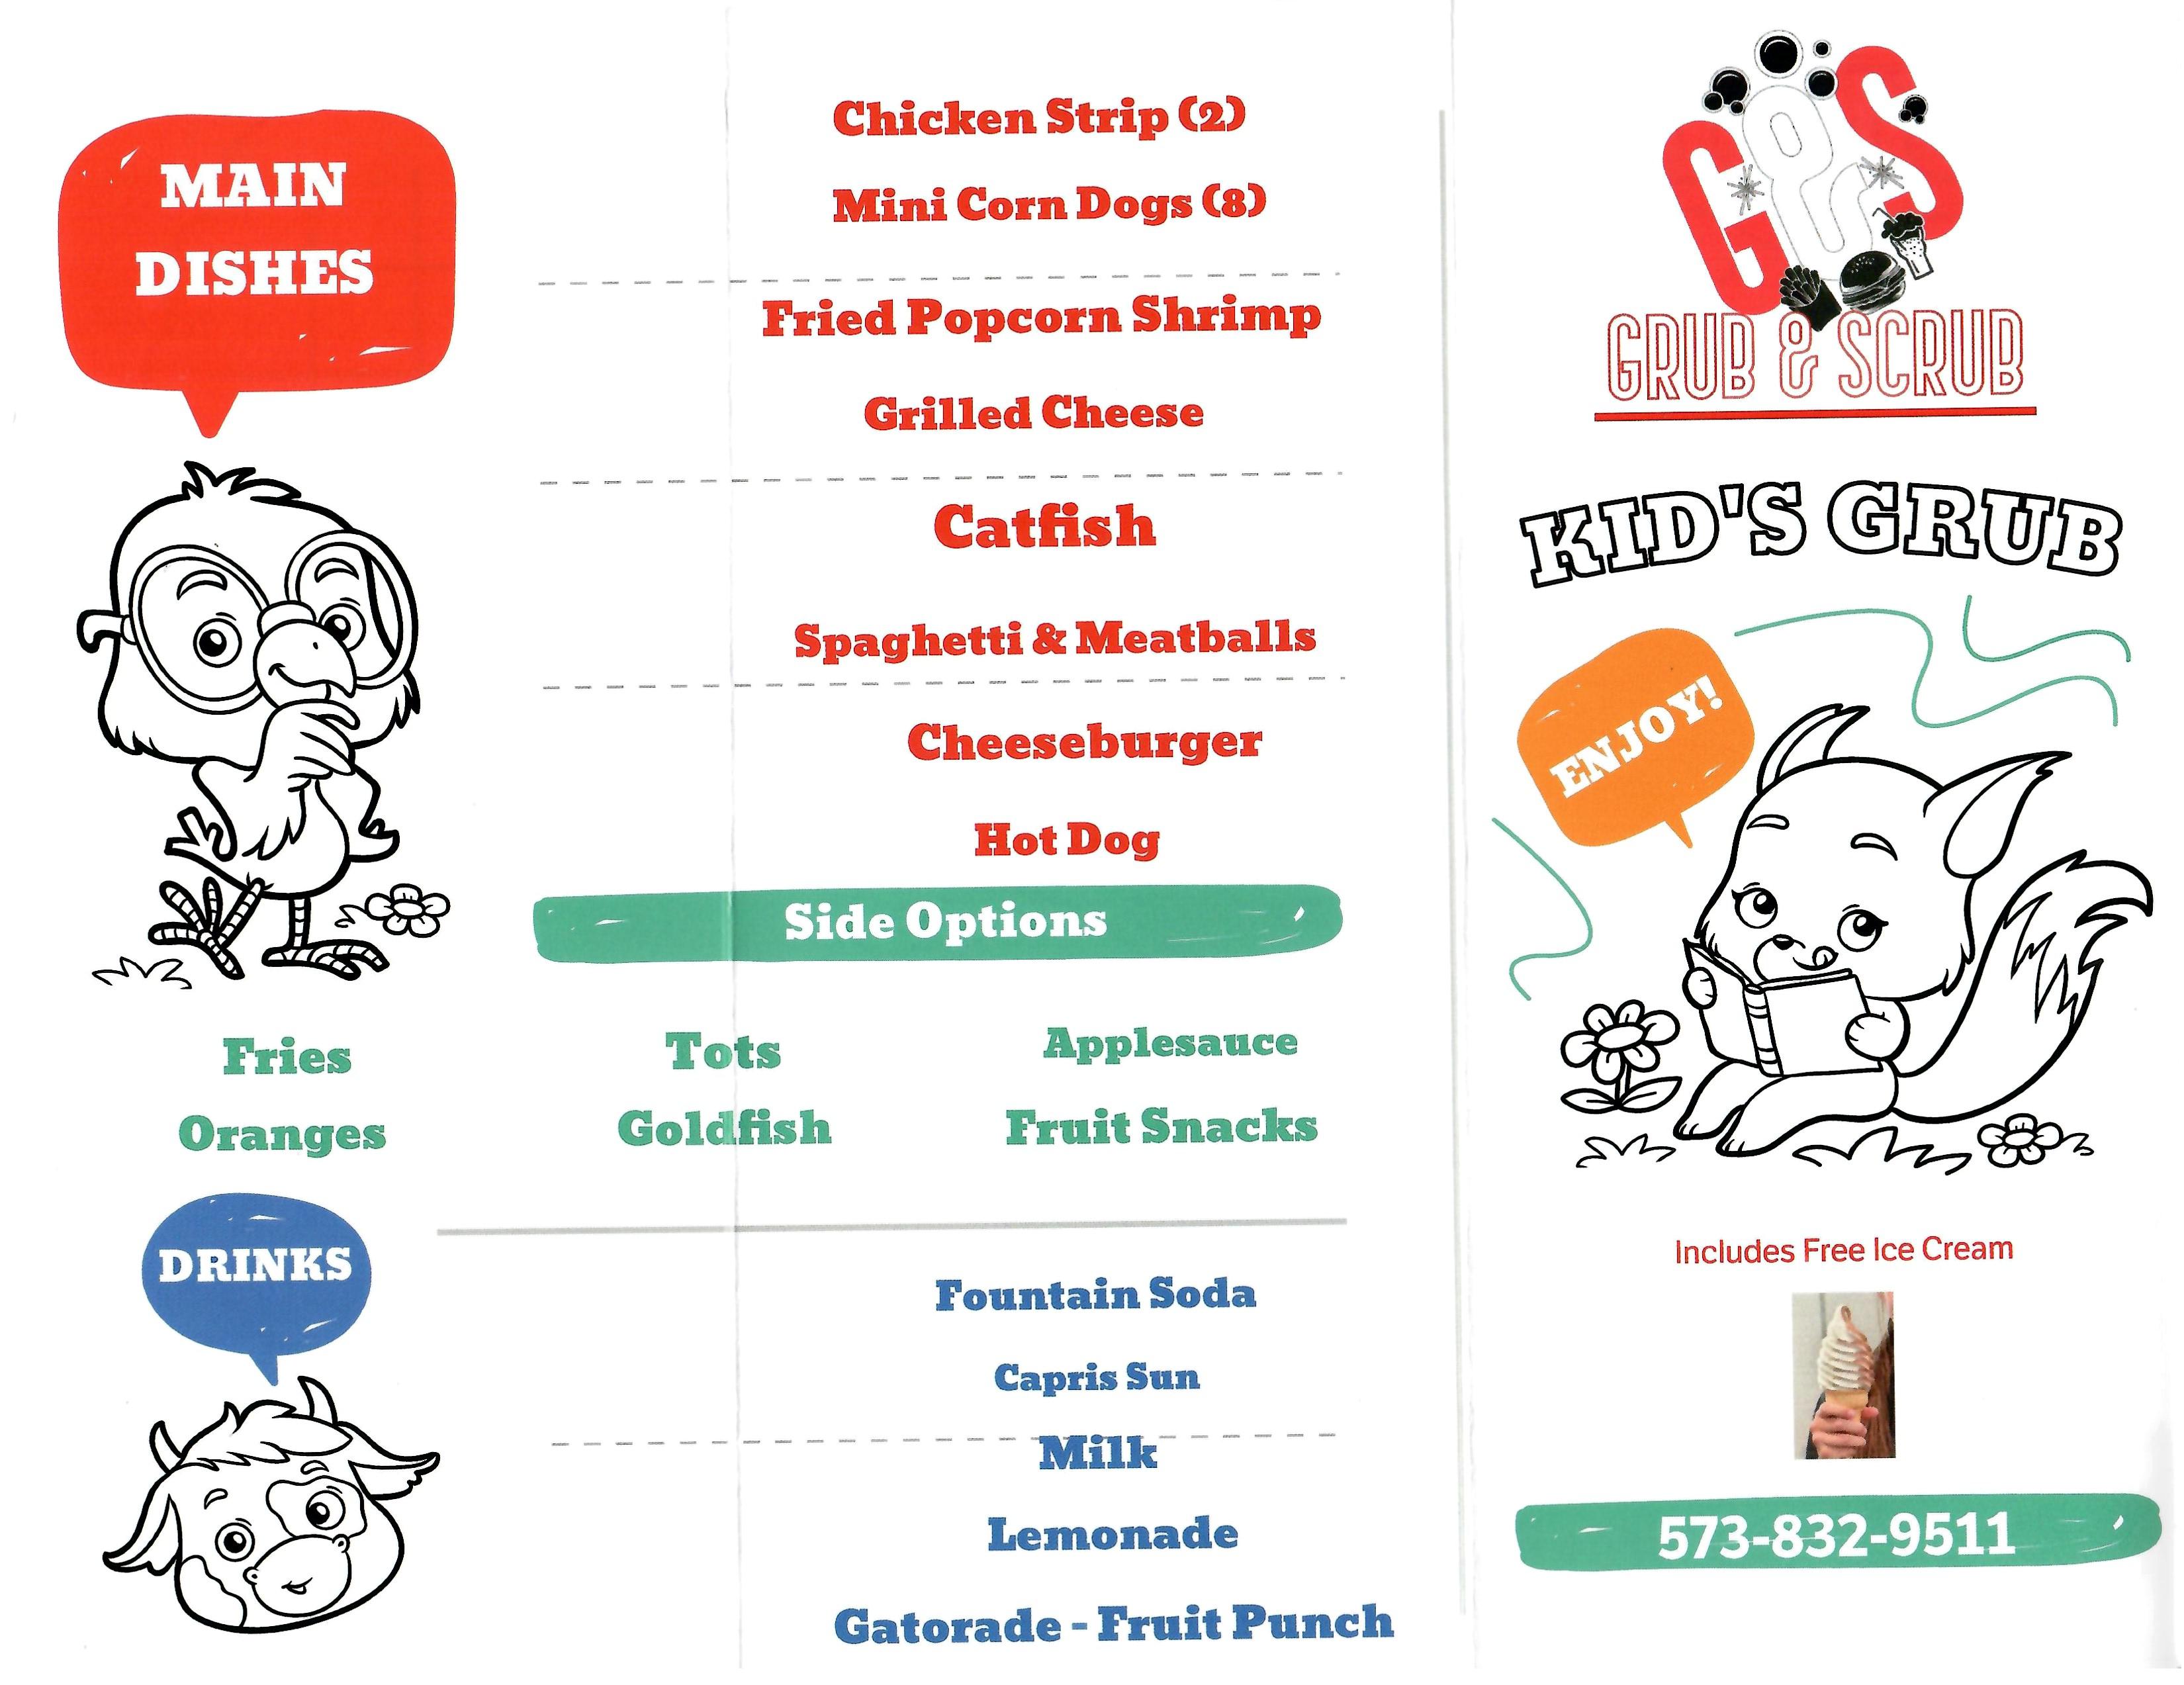 MAIN
DISHES
Chicken Strip (2)
Mini Corn Dogs (8)
Fried Popcorn Shrimp
Grilled Cheese
Catfish
Spaghetti & Meatballs
Cheeseburger
Hot Dog
Side Options
Fries
Tots
Applesauce
Oranges
Goldfish
Fruit Snacks
DRINKS
Fountain Soda
Capris Sun
Milk
Lemonade
Gatorade - Fruit Punch
G&S
GRUB & SCRUB
KID'S GRUB
ENJOY!
Includes Free Ice Cream
573-832-9511